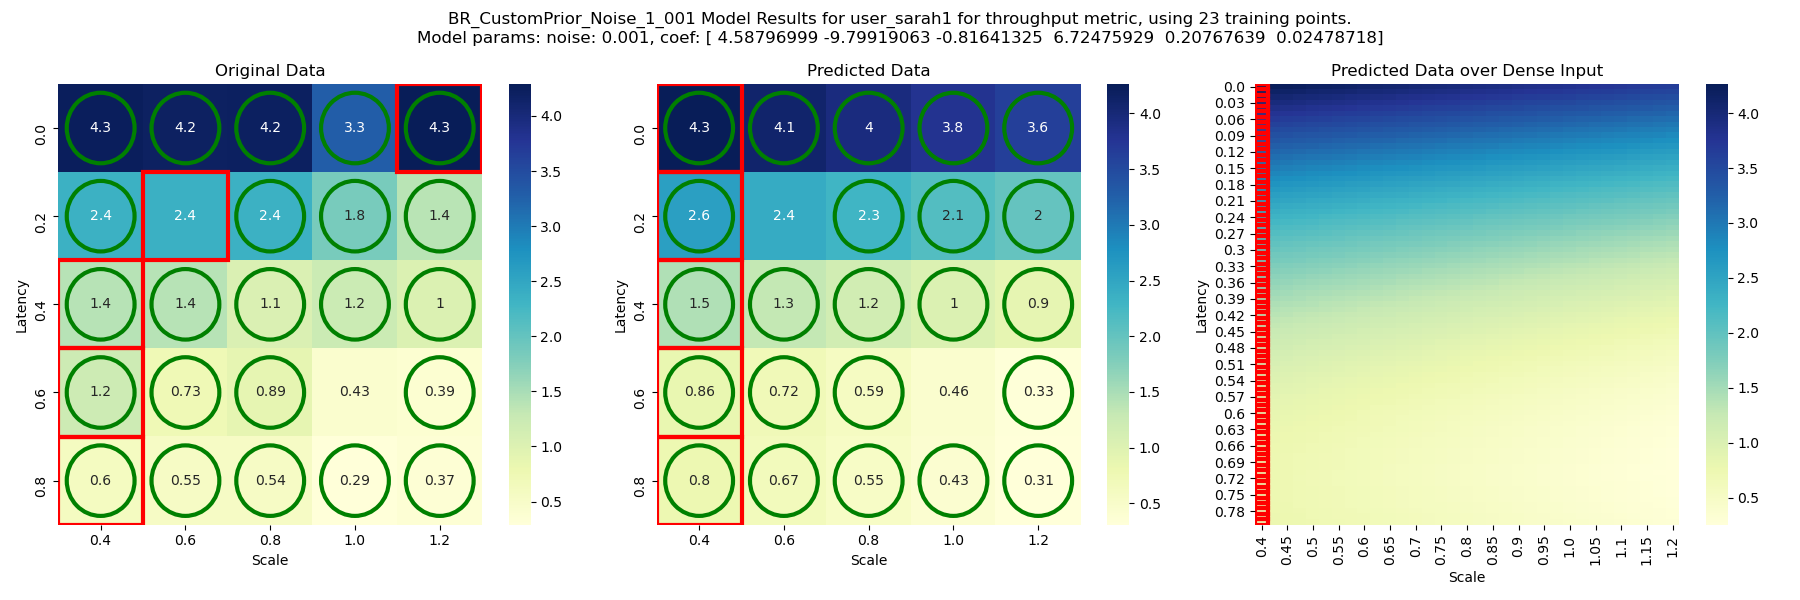 BR_CustomPrior_Noise_1_001 Model Results for user_sarah1 for throughput metric, using 23 training points.
Model params: noise: 0.001, coef: [ 4.58796999 -9.79919063 -0.81641325  6.72475929  0.20767639  0.02478718]
Original Data
4.3 4.2 4.2 3.3 4.3
2.4 2.4 2.4 1.8 1.4
1.4 1.4 1.1 1.2 1
1.2 0.73 0.89 0.43 0.39
0.6 0.55 0.54 0.29 0.37
0.0
0.2
0.4
0.6
0.8
Latency
0.4 0.6 0.8 1.0 1.2
Scale
4.0
3.5
3.0
2.5
2.0
1.5
1.0
0.5
Predicted Data
4.3 4.1 4 3.8 3.6
2.6 2.4 2.3 2.1 2
1.5 1.3 1.2 1 0.9
0.86 0.72 0.59 0.46 0.33
0.8 0.67 0.55 0.43 0.31
0.0
0.2
0.4
0.6
0.8
Latency
0.4 0.6 0.8 1.0 1.2
Scale
4.0
3.5
3.0
2.5
2.0
1.5
1.0
0.5
Predicted Data over Dense Input
0.0
0.03
0.06
0.09
0.12
0.15
0.18
0.21
0.24
0.27
0.3
0.33
0.36
0.39
0.42
0.45
0.48
0.51
0.54
0.57
0.6
0.63
0.66
0.69
0.72
0.75
0.78
Latency
0.4 0.45 0.5 0.55 0.6 0.65 0.7 0.75 0.8 0.85 0.9 0.95 1.0 1.05 1.1 1.15 1.2
Scale
4.0
3.5
3.0
2.5
2.0
1.5
1.0
0.5